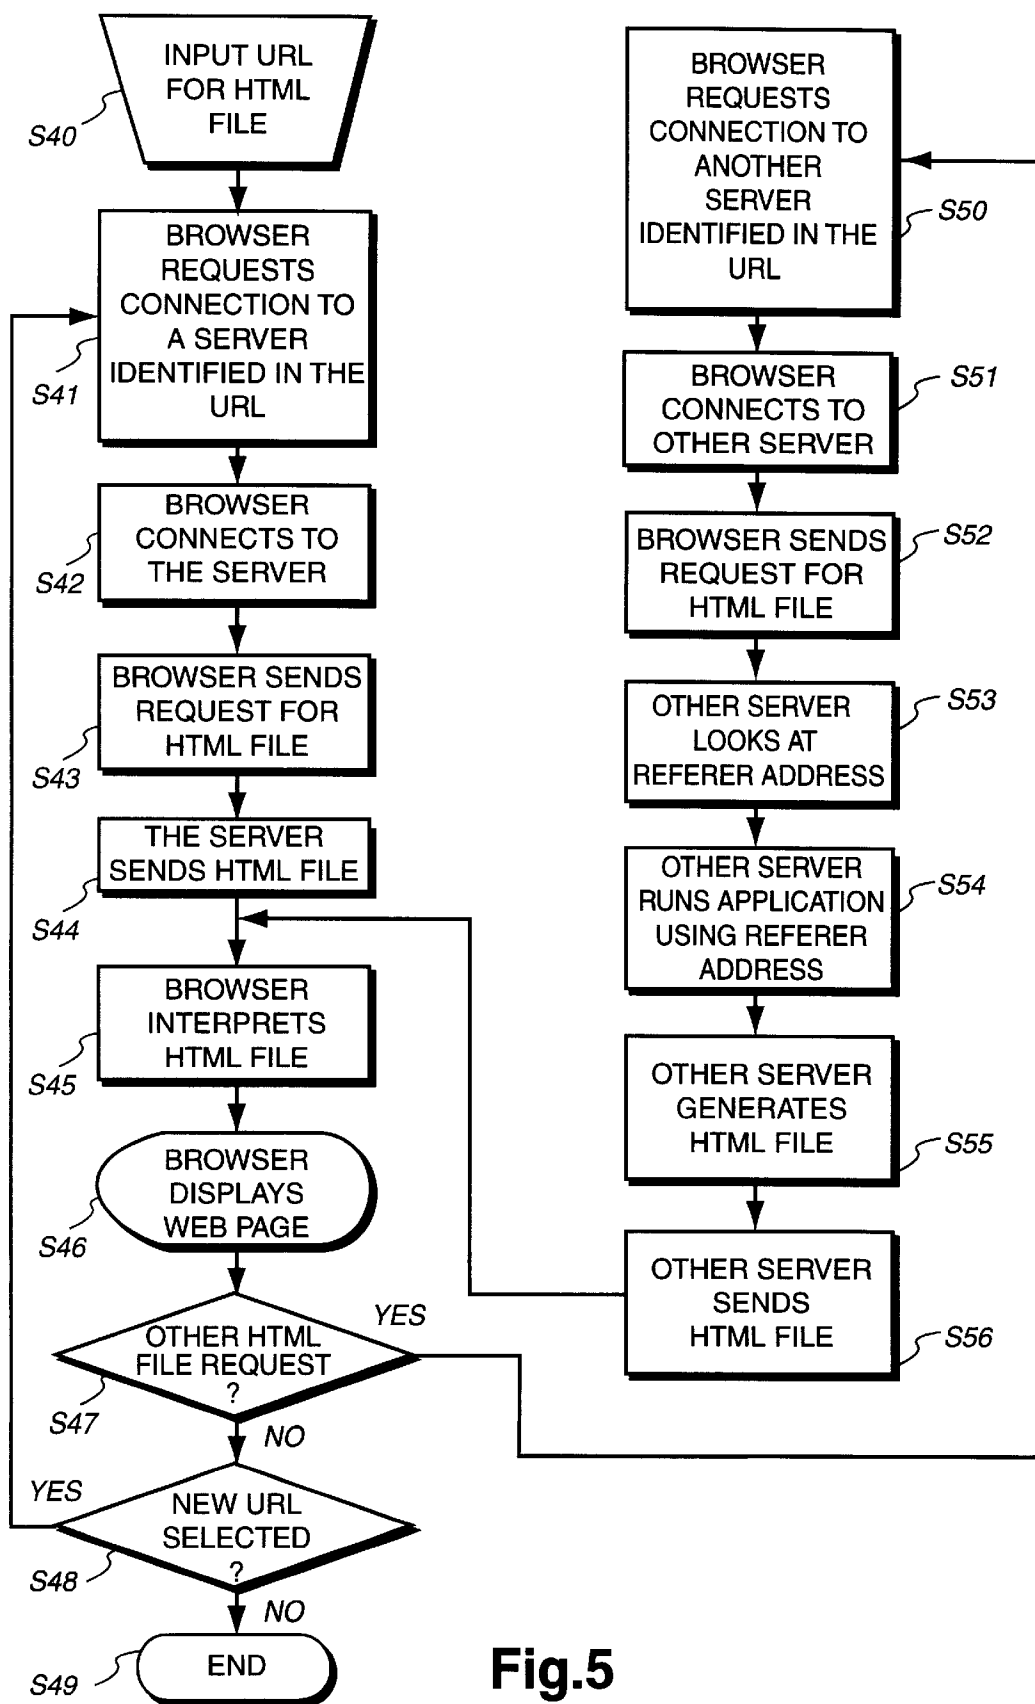 INPUT URL
FOR HTML
FILE
S40
BROWSER
REQUESTS
CONNECTION TO
A SERVER
IDENTIFIED IN THE
URL
S41
BROWSER
CONNECTS TO
THE SERVER
S42
BROWSER SENDS
REQUEST FOR
HTML FILE
S43
THE SERVER
SENDS HTML FILE
S44
BROWSER
INTERPRETS
HTML FILE
S45
BROWSER
DISPLAYS
WEB PAGE
S46
OTHER HTML
FILE REQUEST
?
YES
S47
NO
YES
NEW URL
SELECTED
?
S48
NO
END
S49
BROWSER
REQUESTS
CONNECTION TO
ANOTHER
SERVER
IDENTIFIED IN THE
URL
S50
BROWSER
CONNECTS TO
OTHER SERVER
S51
BROWSER SENDS
REQUEST FOR
HTML FILE
S52
OTHER SERVER
LOOKS AT
REFERER ADDRESS
S53
OTHER SERVER
RUNS APPLICATION
USING REFERER
ADDRESS
S54
OTHER SERVER
GENERATES
HTML FILE
S55
OTHER SERVER
SENDS
HTML FILE
S56
Fig.5